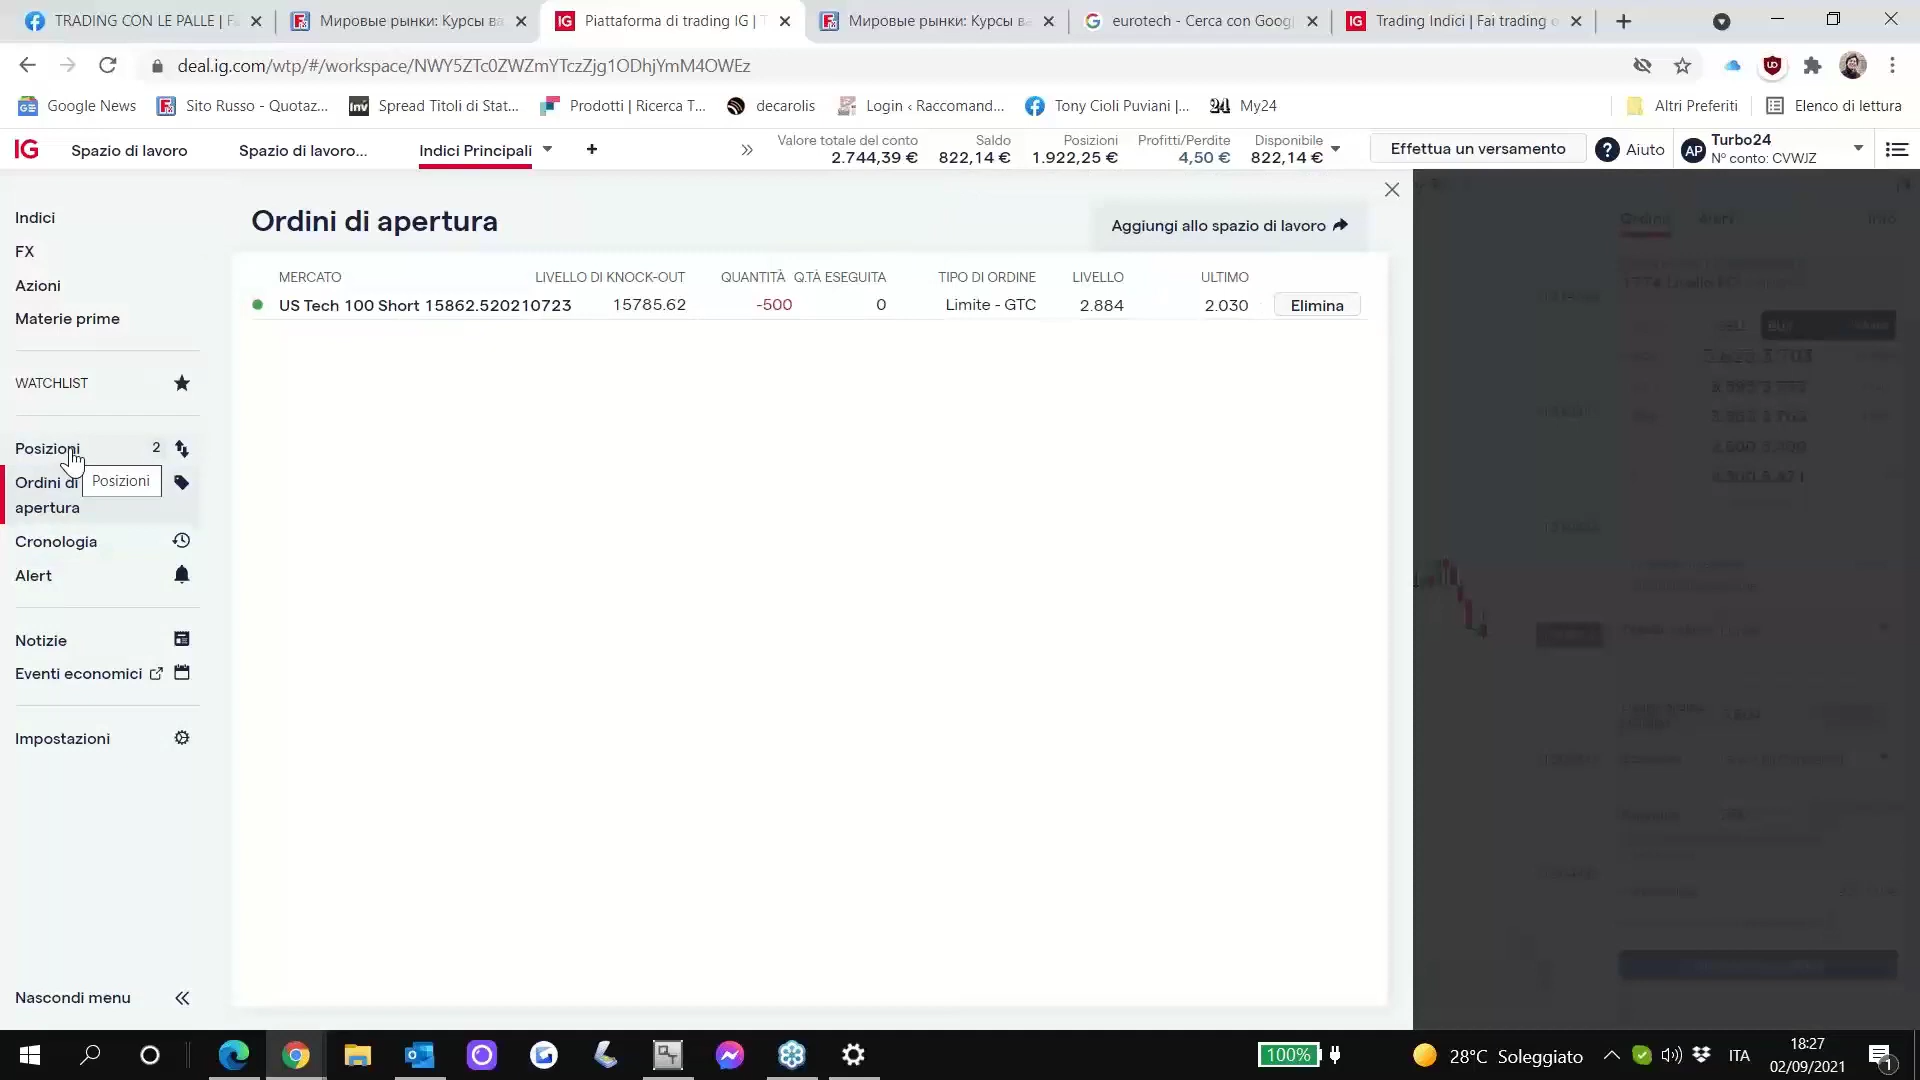 TRADING CON LE PALLE | Fa
Мировые рынки: Курсы ва
Piattaforma di trading IG | T
Мировые рынки: Курсы ва
eurotech - Cerca con Googl
Trading Indici | Fai trading o
deal.ig.com/wtp/#/workspace/NWY5ZTc0ZWZmYTczZjg1ODhjYmM4OWEz
Google News
Sito Russo - Quotaz...
Spread Titoli di Stat...
Prodotti | Ricerca T...
decarolis
Login ‹ Raccomand...
Tony Cioli Puviani |...
My24
Altri Preferiti
Elenco di lettura
IG
Spazio di lavoro
Spazio di lavoro...
Indici Principali
Valore totale del conto
2.744,39 €
Saldo
822,14 €
Posizioni
1.922,25 €
Profitti/Perdite
4,50 €
Disponibile
822,14 €
Effettua un versamento
Aiuto
AP
Turbo24
N° conto: CVWJZ
Indici
FX
Azioni
Materie prime
WATCHLIST
Posizioni 2
Posizioni
Ordini di
apertura
Cronologia
Alert
Notizie
Eventi economici
Impostazioni
Nascondi menu
Ordini di apertura
Aggiungi allo spazio di lavoro
MERCATO LIVELLO DI KNOCK-OUT QUANTITÀ Q.TÀ ESEGUITA TIPO DI ORDINE LIVELLO ULTIMO
US Tech 100 Short 15862.520210723 15785.62 -500 0 Limite - GTC 2.884 2.030 Elimina
100%
28°C Soleggiato
ITA
18:27
02/09/2021
1